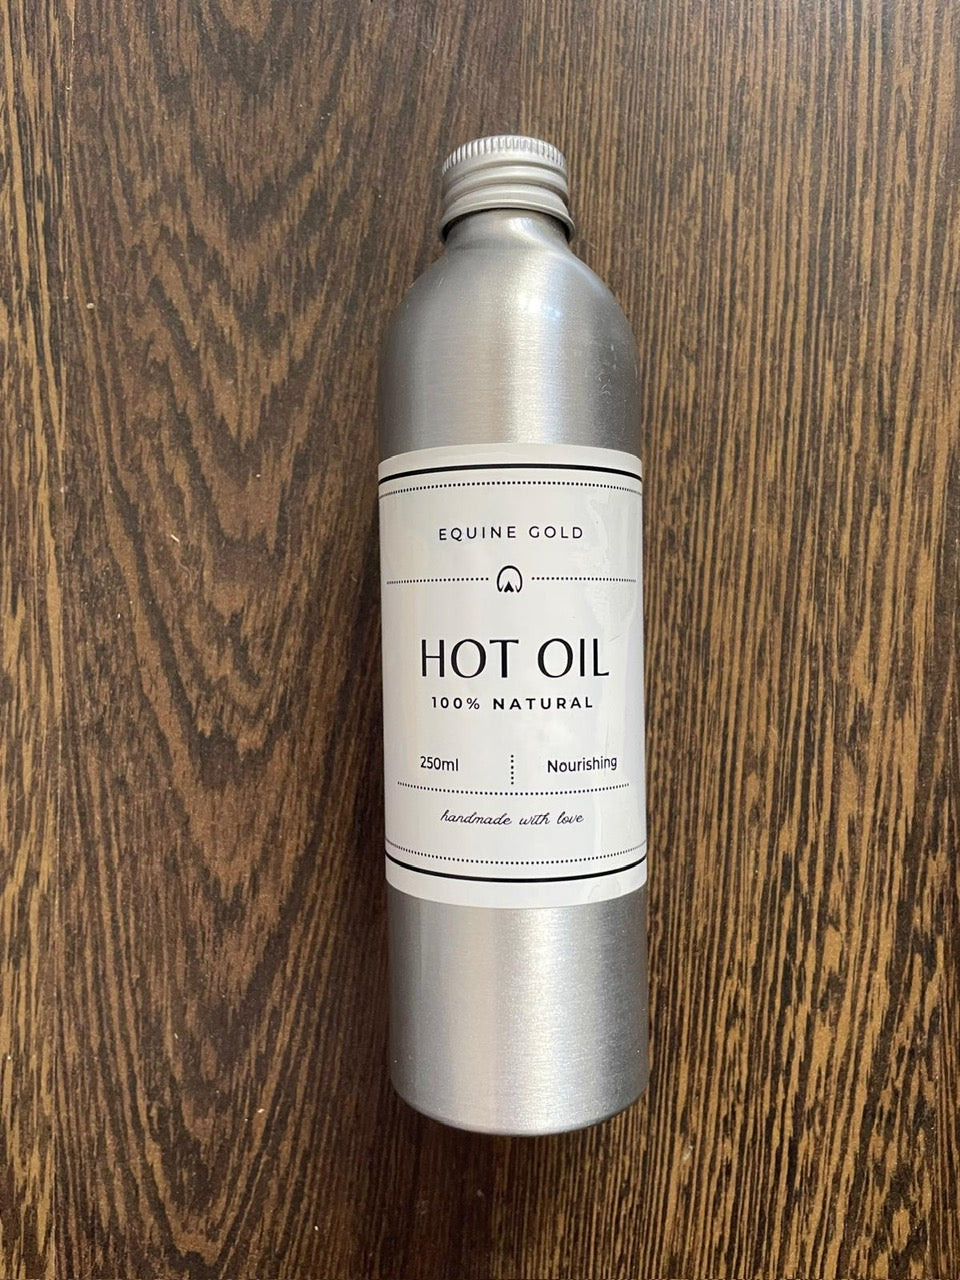 EQUINE GOLD
HOT OIL
100% NATURAL
250ml Nourishing
handmade with love